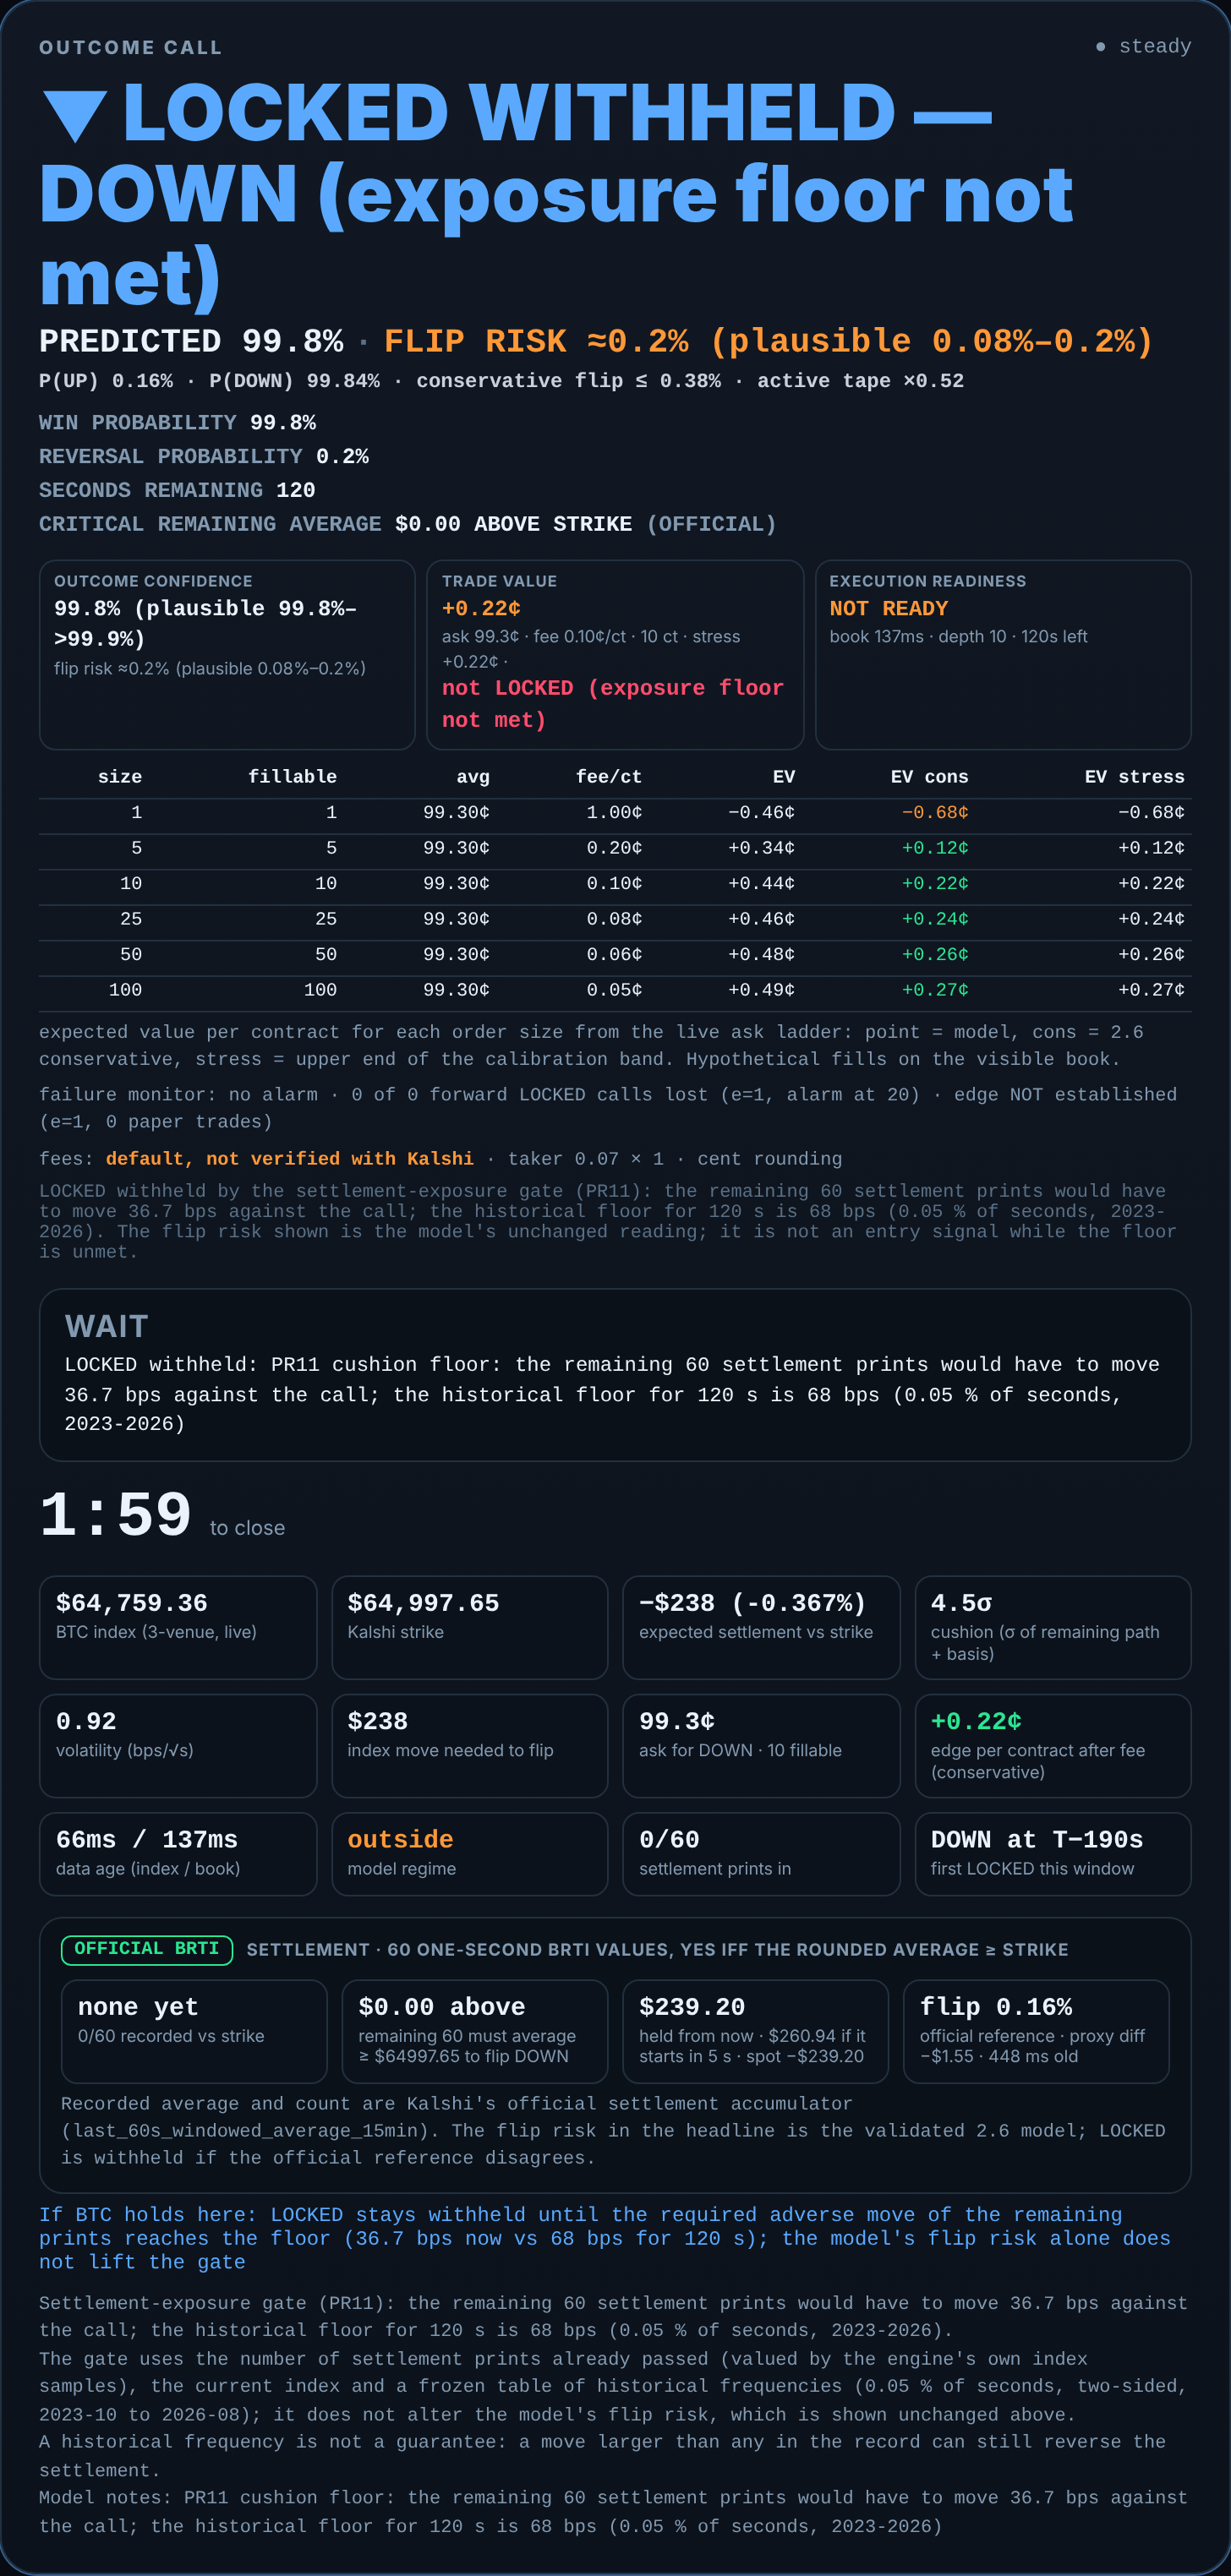 OUTCOME CALL
● steady
▼LOCKED WITHHELD —
DOWN (exposure floor not
met)
PREDICTED 99.8% · FLIP RISK ≈0.2% (plausible 0.08%–0.2%)
P(UP) 0.16% · P(DOWN) 99.84% · conservative flip ≤ 0.38% · active tape ×0.52
WIN PROBABILITY 99.8%
REVERSAL PROBABILITY 0.2%
SECONDS REMAINING 120
CRITICAL REMAINING AVERAGE $0.00 ABOVE STRIKE (OFFICIAL)
OUTCOME CONFIDENCE
99.8% (plausible 99.8%–
>99.9%)
flip risk ≈0.2% (plausible 0.08%–0.2%)
TRADE VALUE
+0.22¢
ask 99.3¢ · fee 0.10¢/ct · 10 ct · stress
+0.22¢ ·
not LOCKED (exposure floor
not met)
EXECUTION READINESS
NOT READY
book 137ms · depth 10 · 120s left
size fillable avg fee/ct EV EV cons EV stress
1 1 99.30¢ 1.00¢ −0.46¢ −0.68¢ −0.68¢
5 5 99.30¢ 0.20¢ +0.34¢ +0.12¢ +0.12¢
10 10 99.30¢ 0.10¢ +0.44¢ +0.22¢ +0.22¢
25 25 99.30¢ 0.08¢ +0.46¢ +0.24¢ +0.24¢
50 50 99.30¢ 0.06¢ +0.48¢ +0.26¢ +0.26¢
100 100 99.30¢ 0.05¢ +0.49¢ +0.27¢ +0.27¢
expected value per contract for each order size from the live ask ladder: point = model, cons = 2.6
conservative, stress = upper end of the calibration band. Hypothetical fills on the visible book.
failure monitor: no alarm · 0 of 0 forward LOCKED calls lost (e=1, alarm at 20) · edge NOT established
(e=1, 0 paper trades)
fees: default, not verified with Kalshi · taker 0.07 × 1 · cent rounding
LOCKED withheld by the settlement-exposure gate (PR11): the remaining 60 settlement prints would have
to move 36.7 bps against the call; the historical floor for 120 s is 68 bps (0.05 % of seconds, 2023-
2026). The flip risk shown is the model's unchanged reading; it is not an entry signal while the floor
is unmet.
WAIT
LOCKED withheld: PR11 cushion floor: the remaining 60 settlement prints would have to move
36.7 bps against the call; the historical floor for 120 s is 68 bps (0.05 % of seconds,
2023-2026)
1:59 to close
$64,759.36
BTC index (3-venue, live)
$64,997.65
Kalshi strike
−$238 (-0.367%)
expected settlement vs strike
4.5σ
cushion (σ of remaining path
+ basis)
0.92
volatility (bps/√s)
$238
index move needed to flip
99.3¢
ask for DOWN · 10 fillable
+0.22¢
edge per contract after fee
(conservative)
66ms / 137ms
data age (index / book)
outside
model regime
0/60
settlement prints in
DOWN at T−190s
first LOCKED this window
OFFICIAL BRTI SETTLEMENT · 60 ONE-SECOND BRTI VALUES, YES IFF THE ROUNDED AVERAGE ≥ STRIKE
none yet
0/60 recorded vs strike
$0.00 above
remaining 60 must average
≥ $64997.65 to flip DOWN
$239.20
held from now · $260.94 if it
starts in 5 s · spot −$239.20
flip 0.16%
official reference · proxy diff
−$1.55 · 448 ms old
Recorded average and count are Kalshi's official settlement accumulator
(last_60s_windowed_average_15min). The flip risk in the headline is the validated 2.6 model; LOCKED
is withheld if the official reference disagrees.
If BTC holds here: LOCKED stays withheld until the required adverse move of the remaining
prints reaches the floor (36.7 bps now vs 68 bps for 120 s); the model's flip risk alone does
not lift the gate
Settlement-exposure gate (PR11): the remaining 60 settlement prints would have to move 36.7 bps against
the call; the historical floor for 120 s is 68 bps (0.05 % of seconds, 2023-2026).
The gate uses the number of settlement prints already passed (valued by the engine's own index
samples), the current index and a frozen table of historical frequencies (0.05 % of seconds, two-sided,
2023-10 to 2026-08); it does not alter the model's flip risk, which is shown unchanged above.
A historical frequency is not a guarantee: a move larger than any in the record can still reverse the
settlement.
Model notes: PR11 cushion floor: the remaining 60 settlement prints would have to move 36.7 bps against
the call; the historical floor for 120 s is 68 bps (0.05 % of seconds, 2023-2026)